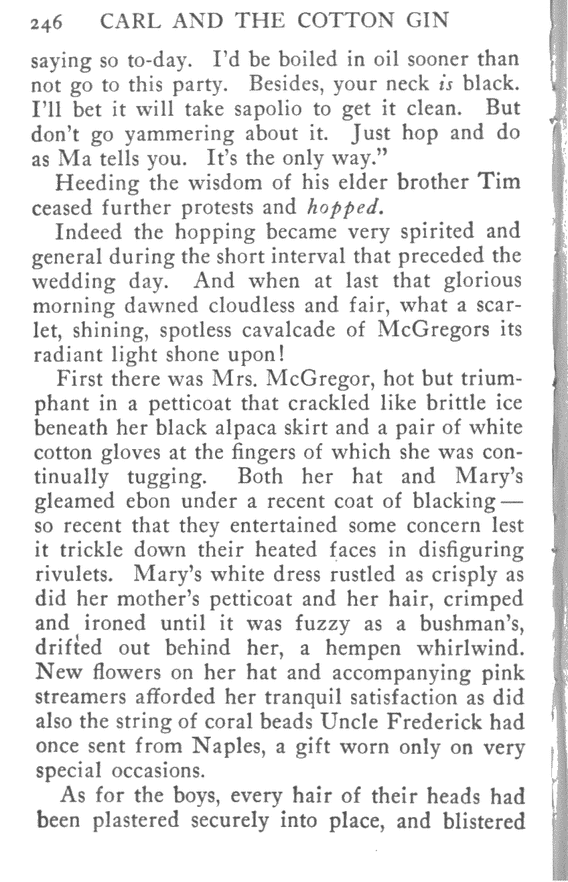 246 CARL AND THE COTTON GIN
saying so to-day. I'd be boiled in oil sooner than
not go to this party. Besides, your neck is black.
I'll bet it will take sapolio to get it clean. But
don't go yammering about it. Just hop and do
as Ma tells you. It's the only way.”
Heeding the wisdom of his elder brother Tim
ceased further protests and hopped.
Indeed the hopping became very spirited and
general during the short interval that preceded the
wedding day. And when at last that glorious
morning dawned cloudless and fair, what a scar-
let, shining, spotless cavalcade of McGregors its
radiant light shone upon!
First there was Mrs. McGregor, hot but trium-
phant in a petticoat that crackled like brittle ice
beneath her black alpaca skirt and a pair of white
cotton gloves at the fingers of which she was con-
tinually tugging. Both her hat and Mary's
gleamed ebon under a recent coat of blacking—
so recent that they entertained some concern lest
it trickle down their heated faces in disfiguring
rivulets. Mary's white dress rustled as crisply as
did her mother's petticoat and her hair, crimped
and ironed until it was fuzzy as a bushman's,
drifted out behind her, a hempen whirlwind.
New flowers on her hat and accompanying pink
streamers afforded her tranquil satisfaction as did
also the string of coral beads Uncle Frederick had
once sent from Naples, a gift worn only on very
special occasions.
As for the boys, every hair of their heads had
been plastered securely into place, and blistered